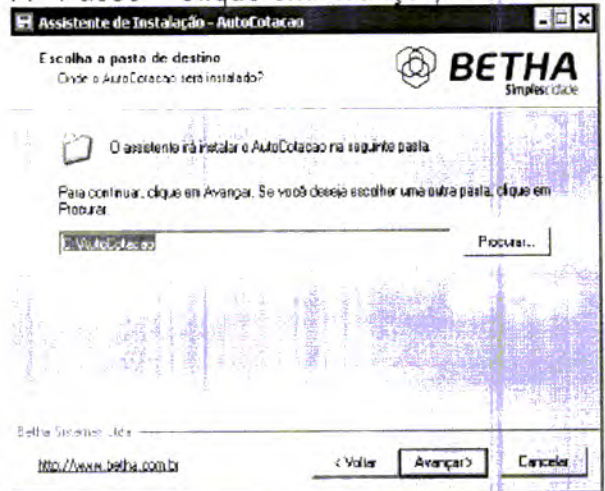 Assistente de Instalação - AutoCotacao
Escolha a pasta de destino
Onde o AutoCotacao será instalado?
BETHA
Simplescidade
O assistente irá instalar o AutoCotacao na seguinte pasta.
Para continuar, clique em Avançar. Se você deseja escolher uma outra pasta, clique em
Procurar.
C:\AutoCotacao
Procurar...
Betha Sistemas Ltda
http://www.betha.com.br
< Voltar
Avançar >
Cancelar